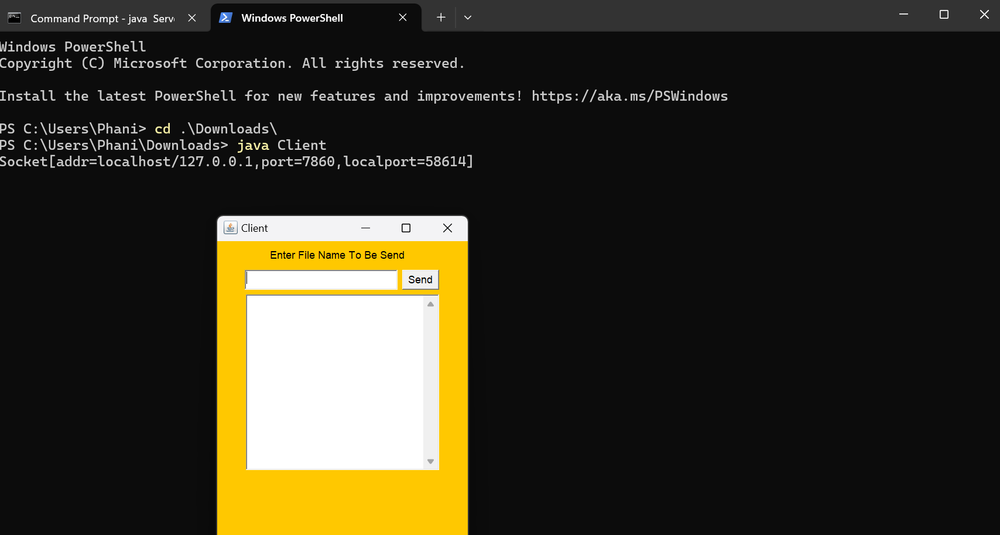 Command Prompt - java Serv
Windows PowerShell
Windows PowerShell
Copyright (C) Microsoft Corporation. All rights reserved.
Install the latest PowerShell for new features and improvements! https://aka.ms/PSWindows
PS C:\Users\Phani> cd .\Downloads\
PS C:\Users\Phani\Downloads> java Client
Socket[addr=localhost/127.0.0.1,port=7860,localport=58614]
Client
Enter File Name To Be Send
Send